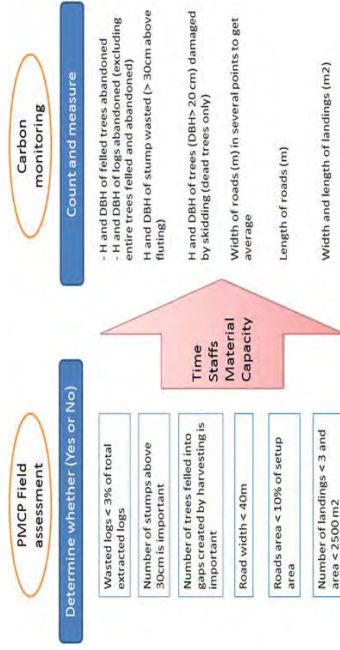 PMCP Field
assessment
Determine whether (Yes or No)
Wasted logs < 3% of total
extracted logs
Number of stumps above
30cm is important
Number of trees felled into
gaps created by harvesting is
important
Road width < 40m
Roads area < 10% of setup
area
Number of landings < 3 and
area < 2500 m2
Time
Staffs
Material
Capacity
Carbon
monitoring
Count and measure
- H and DBH of felled trees abandoned
- H and DBH of logs abandoned (excluding
entire trees felled and abandoned)
H and DBH of stump wasted (> 30cm above
fluting)
H and DBH of trees (DBH> 20 cm) damaged
by skidding (dead trees only)
Width of roads (m) in several points to get
average
Length of roads (m)
Width and length of landings (m2)